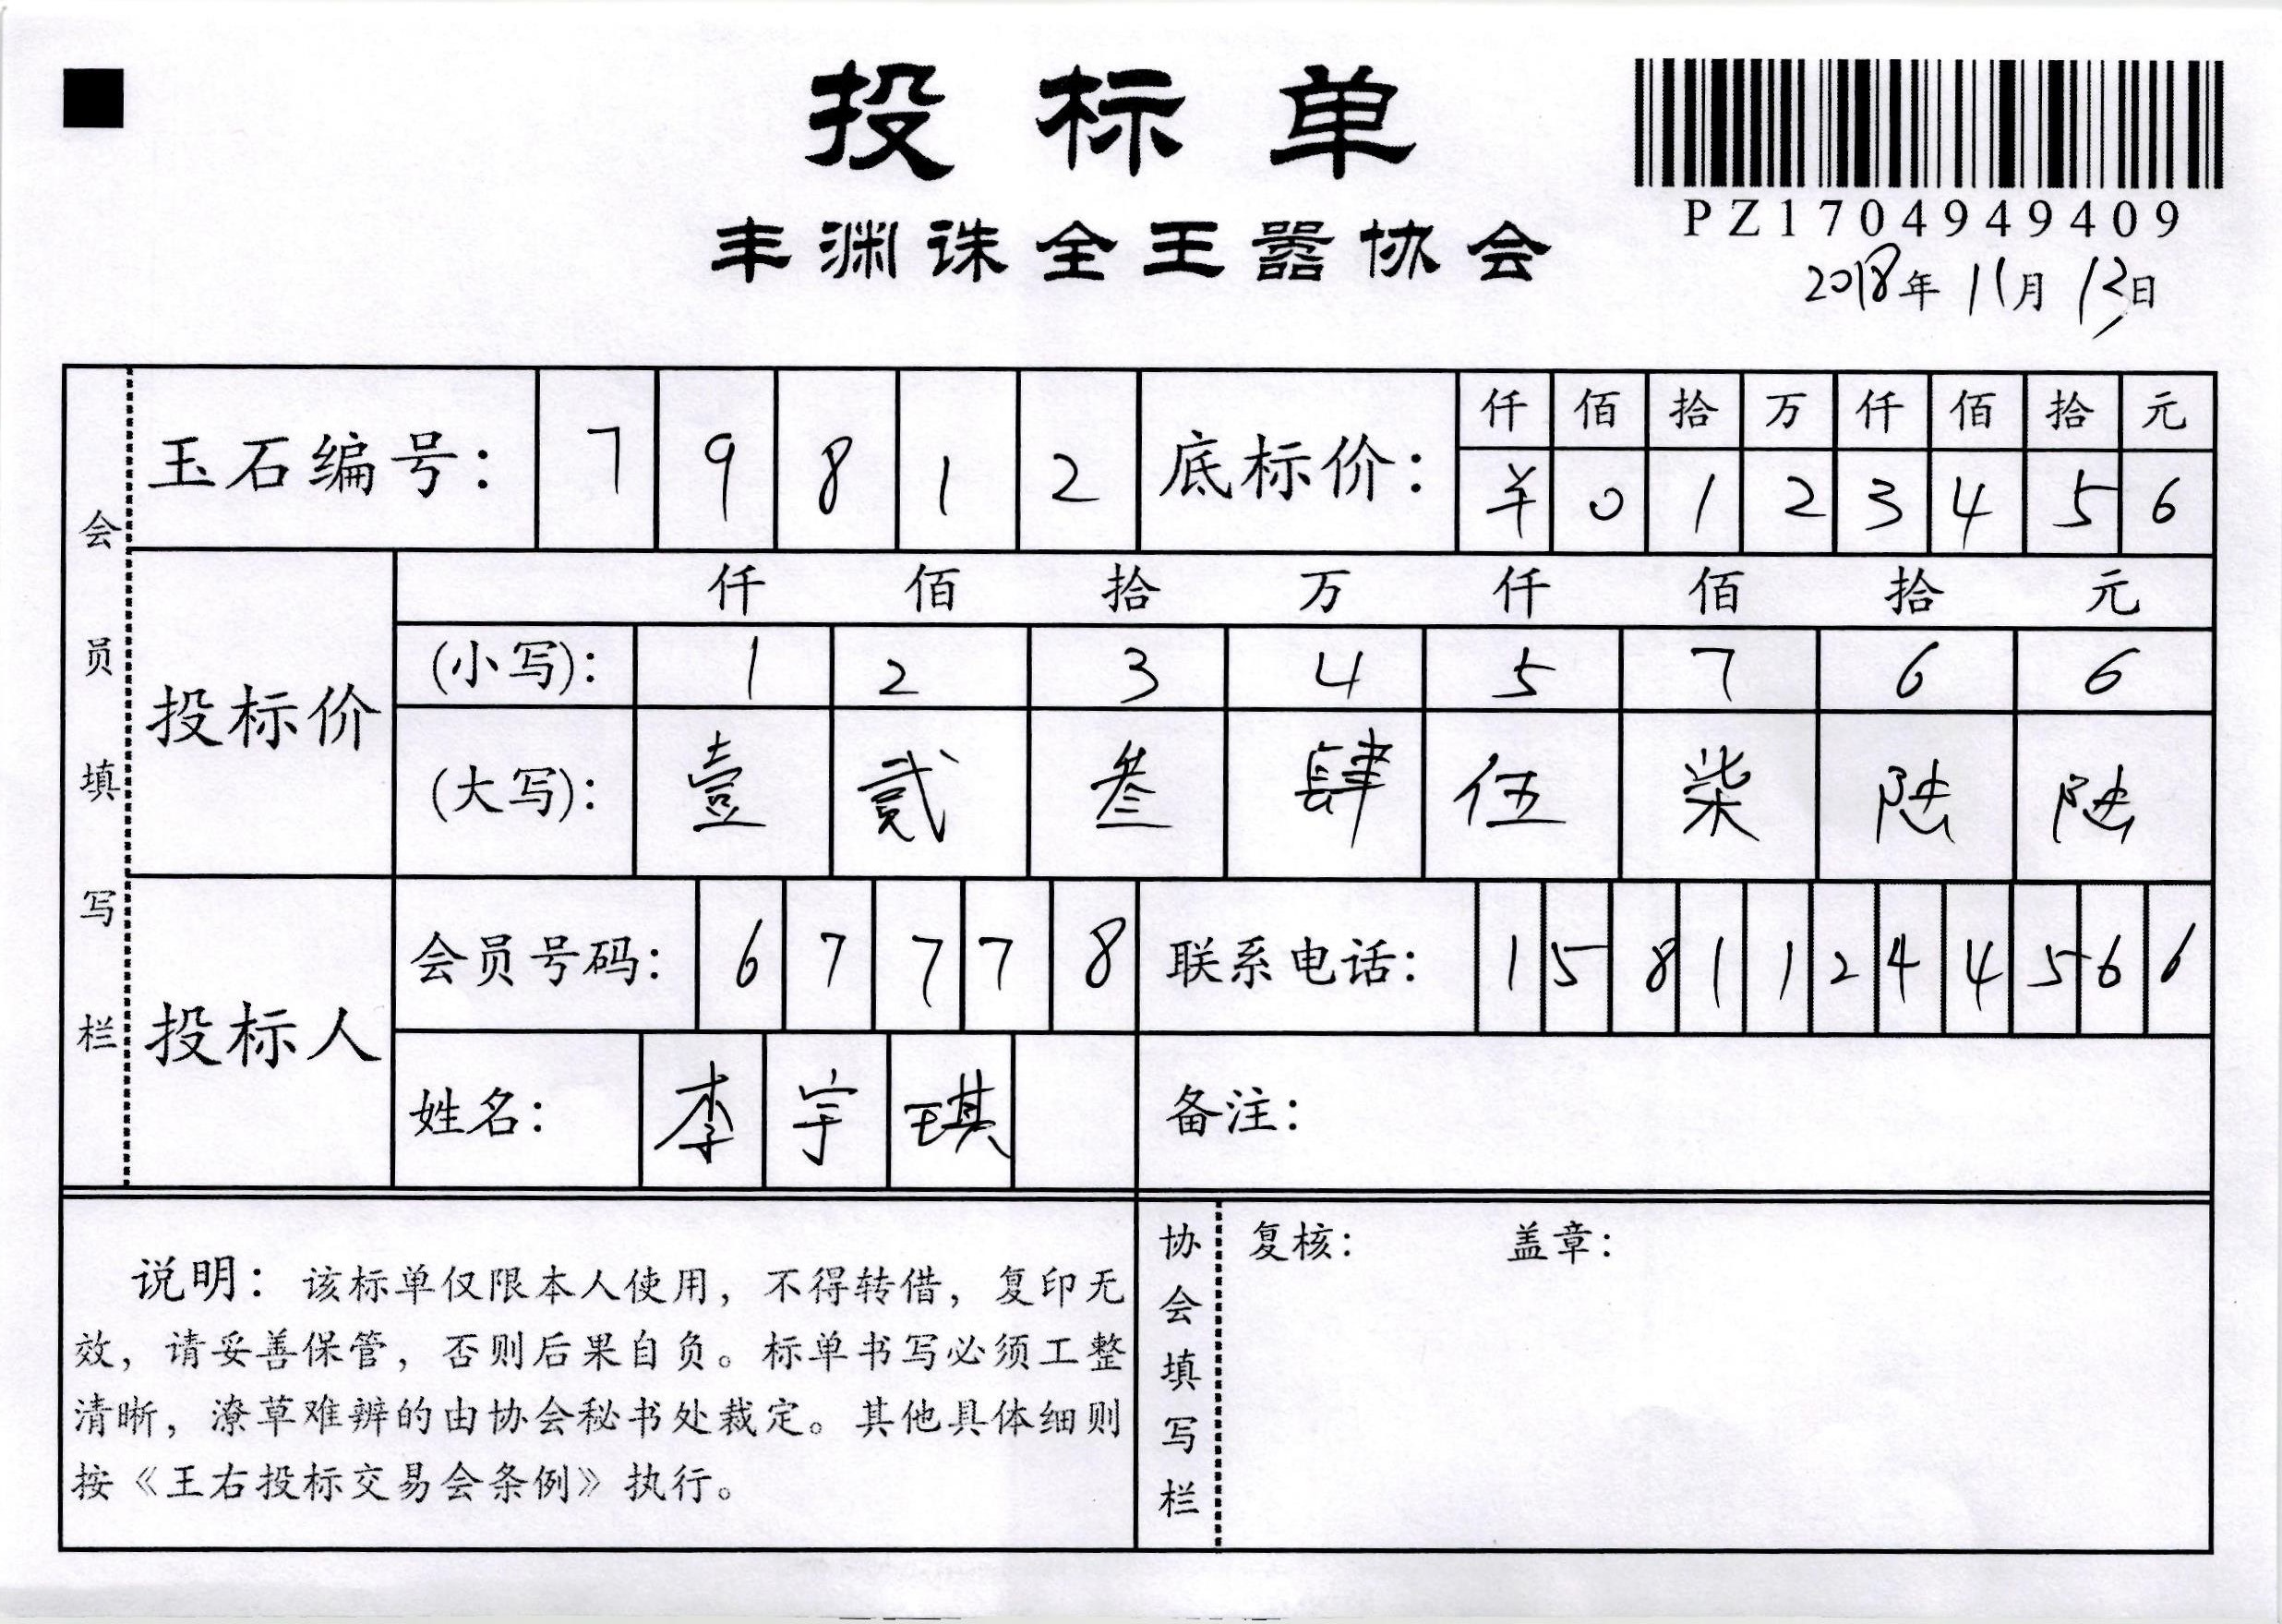 投标单
丰渊诛全王嚣协会
PZ1704949409
2018年11月13日
会员填写栏
玉石编号: 7 9 8 1 2
底标价: 仟 佰 拾 万 仟 佰 拾 元
¥ 0 1 2 3 4 5 6
投标价
仟 佰 拾 万 仟 佰 拾 元
(小写): 1 2 3 4 5 7 6 6
(大写): 壹 贰 叁 肆 伍 柒 陆 陆
投标人
会员号码: 6 7 7 7 8
联系电话: 1 5 8 1 1 2 4 4 5 6 6
姓名: 李宇琪
备注:
说明: 该标单仅限本人使用，不得转借，复印无
效，请妥善保管，否则后果自负。标单书写必须工整
清晰，潦草难辨的由协会秘书处裁定。其他具体细则
按《王右投标交易会条例》执行。
协会填写栏
复核: 盖章: